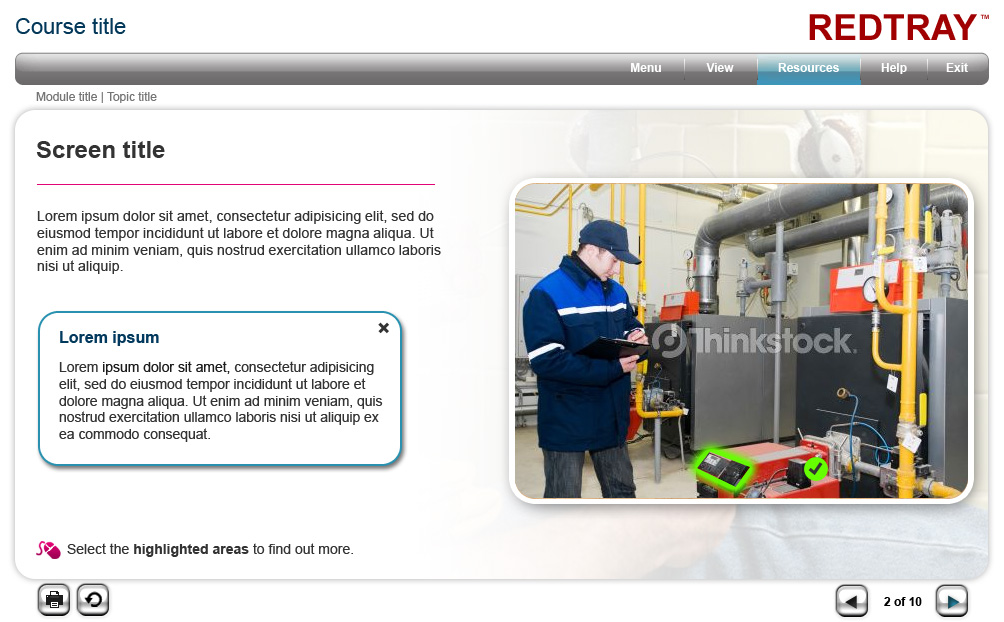 Course title
REDTRAY™
Menu
View
Resources
Help
Exit
Module title | Topic title
Screen title
Lorem ipsum dolor sit amet, consectetur adipisicing elit, sed do
eiusmod tempor incididunt ut labore et dolore magna aliqua. Ut
enim ad minim veniam, quis nostrud exercitation ullamco laboris
nisi ut aliquip.
Lorem ipsum
Lorem ipsum dolor sit amet, consectetur adipisicing
elit, sed do eiusmod tempor incididunt ut labore et
dolore magna aliqua. Ut enim ad minim veniam, quis
nostrud exercitation ullamco laboris nisi ut aliquip ex
ea commodo consequat.
Thinkstock.
Select the highlighted areas to find out more.
2 of 10